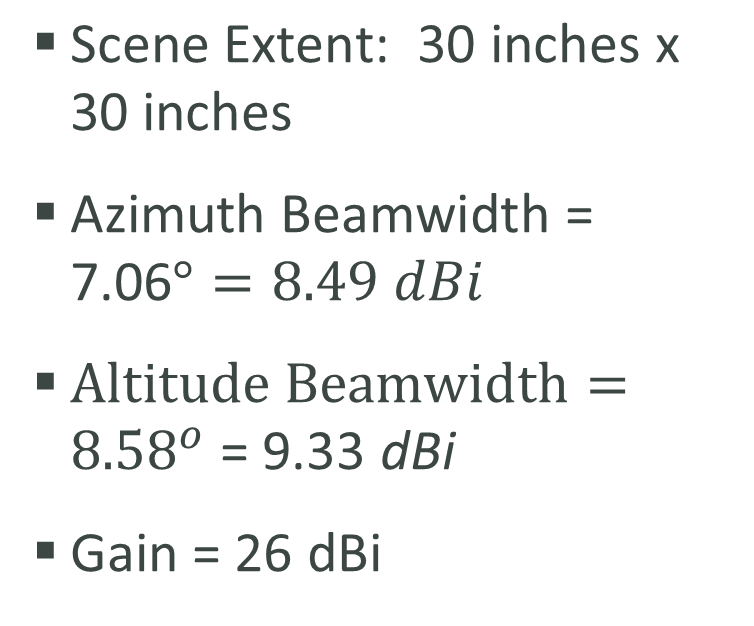 ▪ Scene Extent:  30 inches x
30 inches
▪ Azimuth Beamwidth =
7.06° = 8.49 dBi
▪ Altitude Beamwidth =
8.58ᵒ = 9.33 dBi
▪ Gain = 26 dBi